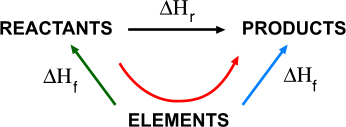 ΔHr
REACTANTS PRODUCTS
ΔHf ΔHf
ELEMENTS